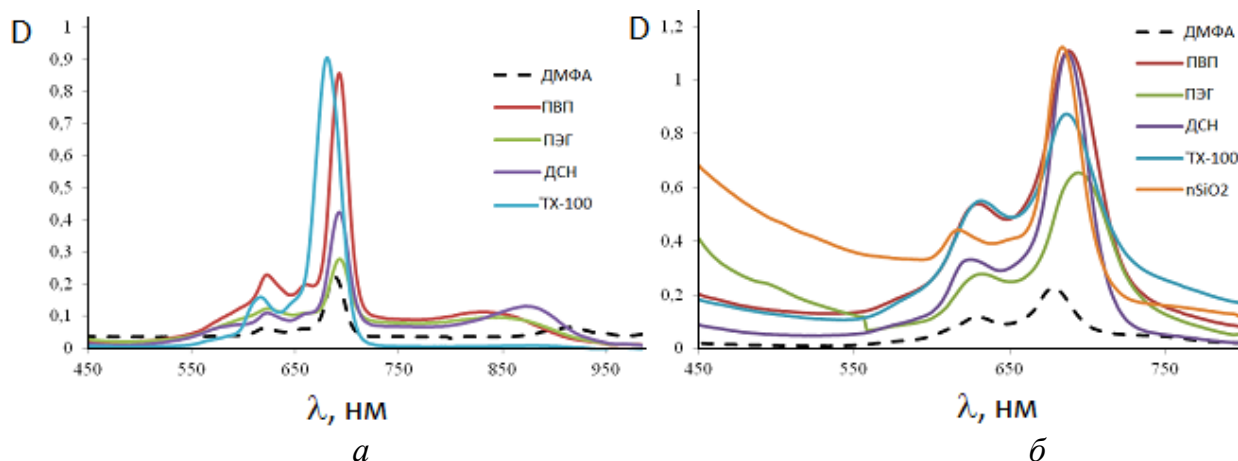 D
1
0,9
0,8
0,7
0,6
0,5
0,4
0,3
0,2
0,1
0
450 550 650 750 850 950
λ, нм
ДМФА
ПВП
ПЭГ
ДСН
ТХ-100
а
D
1,2
1
0,8
0,6
0,4
0,2
0
450 550 650 750
λ, нм
ДМФА
ПВП
ПЭГ
ДСН
ТХ-100
nSiO2
б